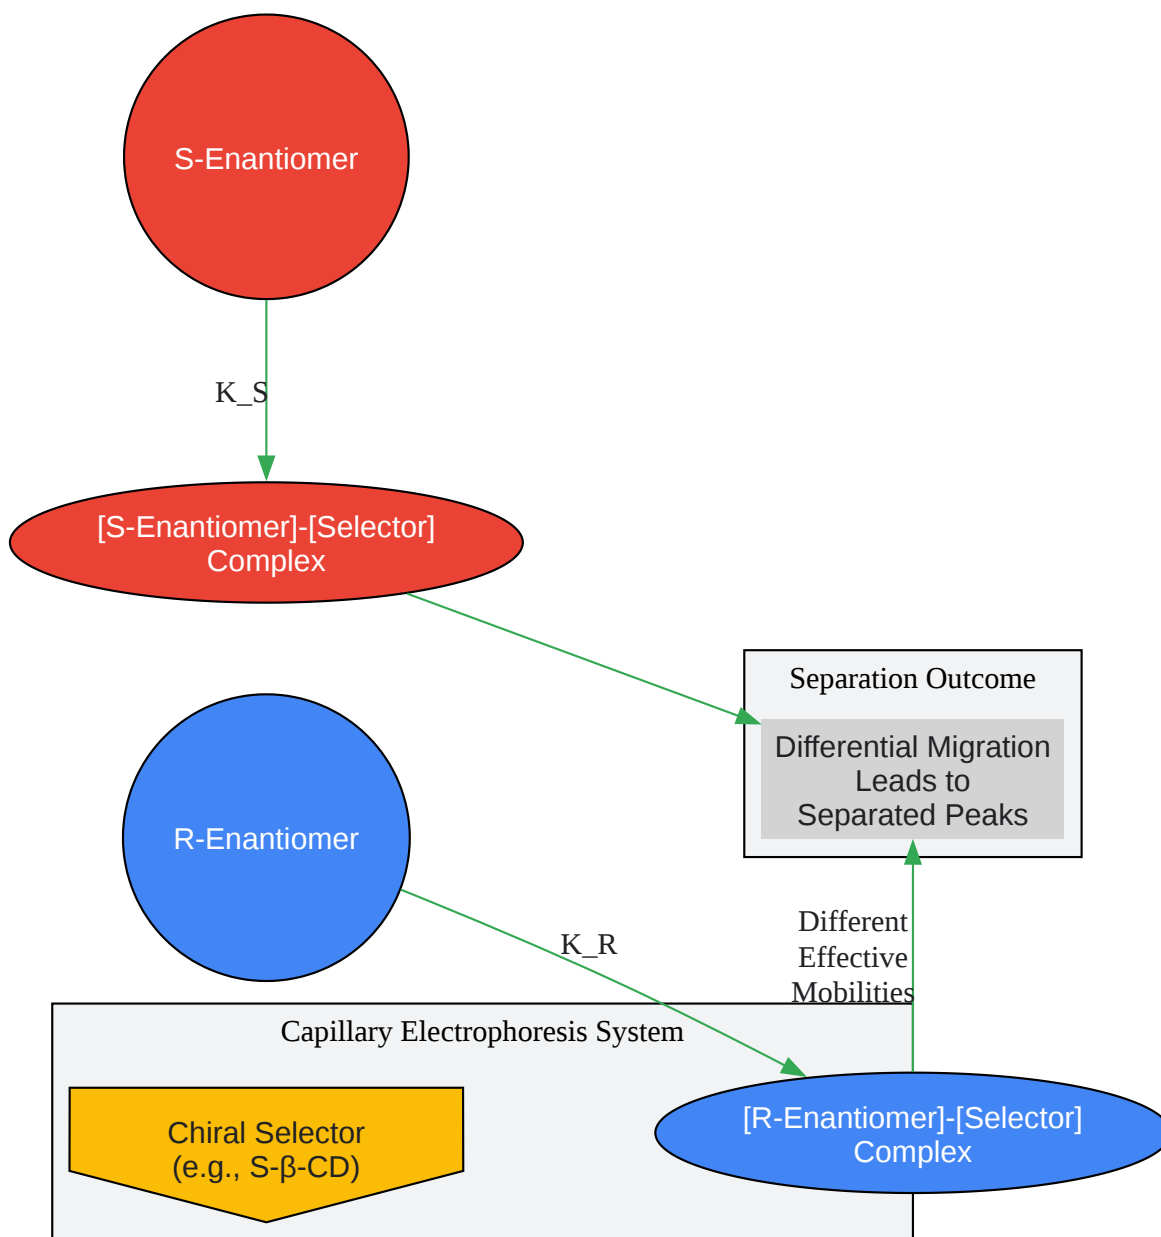 S-Enantiomer
K_S
[S-Enantiomer]-[Selector]
Complex
Separation Outcome
Differential Migration
Leads to
Separated Peaks
R-Enantiomer
K_R
Different
Effective
Mobilities
Capillary Electrophoresis System
Chiral Selector
(e.g., S-β-CD)
[R-Enantiomer]-[Selector]
Complex